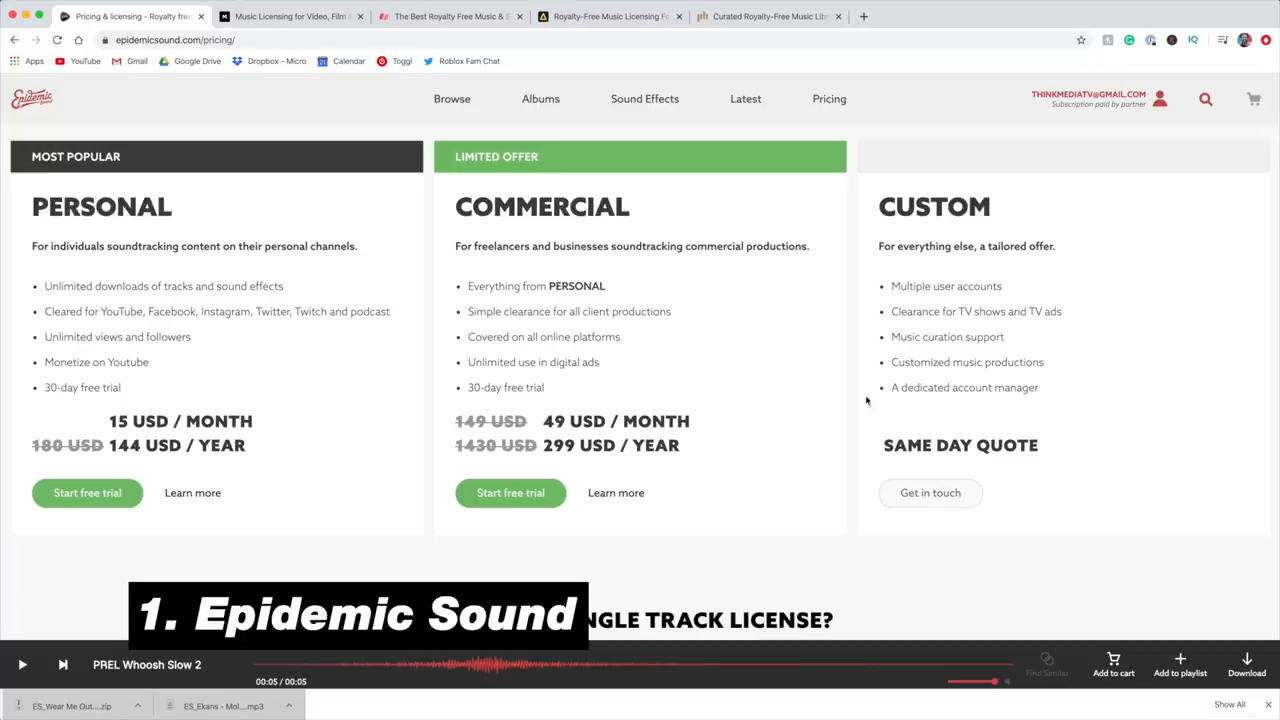 Pricing & licensing - Royalty free
Music Licensing for Video, Film
The Best Royalty Free Music & S
Royalty-Free Music Licensing Fo
Curated Royalty-Free Music Libr
epidemicsound.com/pricing/
Apps
YouTube
Gmail
Google Drive
Dropbox - Micro
Calendar
Toggl
Roblox Fam Chat
Epidemic Sound
Browse
Albums
Sound Effects
Latest
Pricing
THINKMEDIATV@GMAIL.COM
Subscription paid by partner
MOST POPULAR
PERSONAL
For individuals soundtracking content on their personal channels.
• Unlimited downloads of tracks and sound effects
• Cleared for YouTube, Facebook, Instagram, Twitter, Twitch and podcast
• Unlimited views and followers
• Monetize on Youtube
• 30-day free trial
15 USD / MONTH
180 USD 144 USD / YEAR
Start free trial
Learn more
LIMITED OFFER
COMMERCIAL
For freelancers and businesses soundtracking commercial productions.
• Everything from PERSONAL
• Simple clearance for all client productions
• Covered on all online platforms
• Unlimited use in digital ads
• 30-day free trial
149 USD 49 USD / MONTH
1430 USD 299 USD / YEAR
Start free trial
Learn more
CUSTOM
For everything else, a tailored offer.
• Multiple user accounts
• Clearance for TV shows and TV ads
• Music curation support
• Customized music productions
• A dedicated account manager
SAME DAY QUOTE
Get in touch
1. Epidemic Sound
NGLE TRACK LICENSE?
PREL Whoosh Slow 2
00:05 / 00:05
Find Similar
Add to cart
Add to playlist
Download
ES_Wear Me Out....zip
ES_Ekans - Mol....mp3
Show All